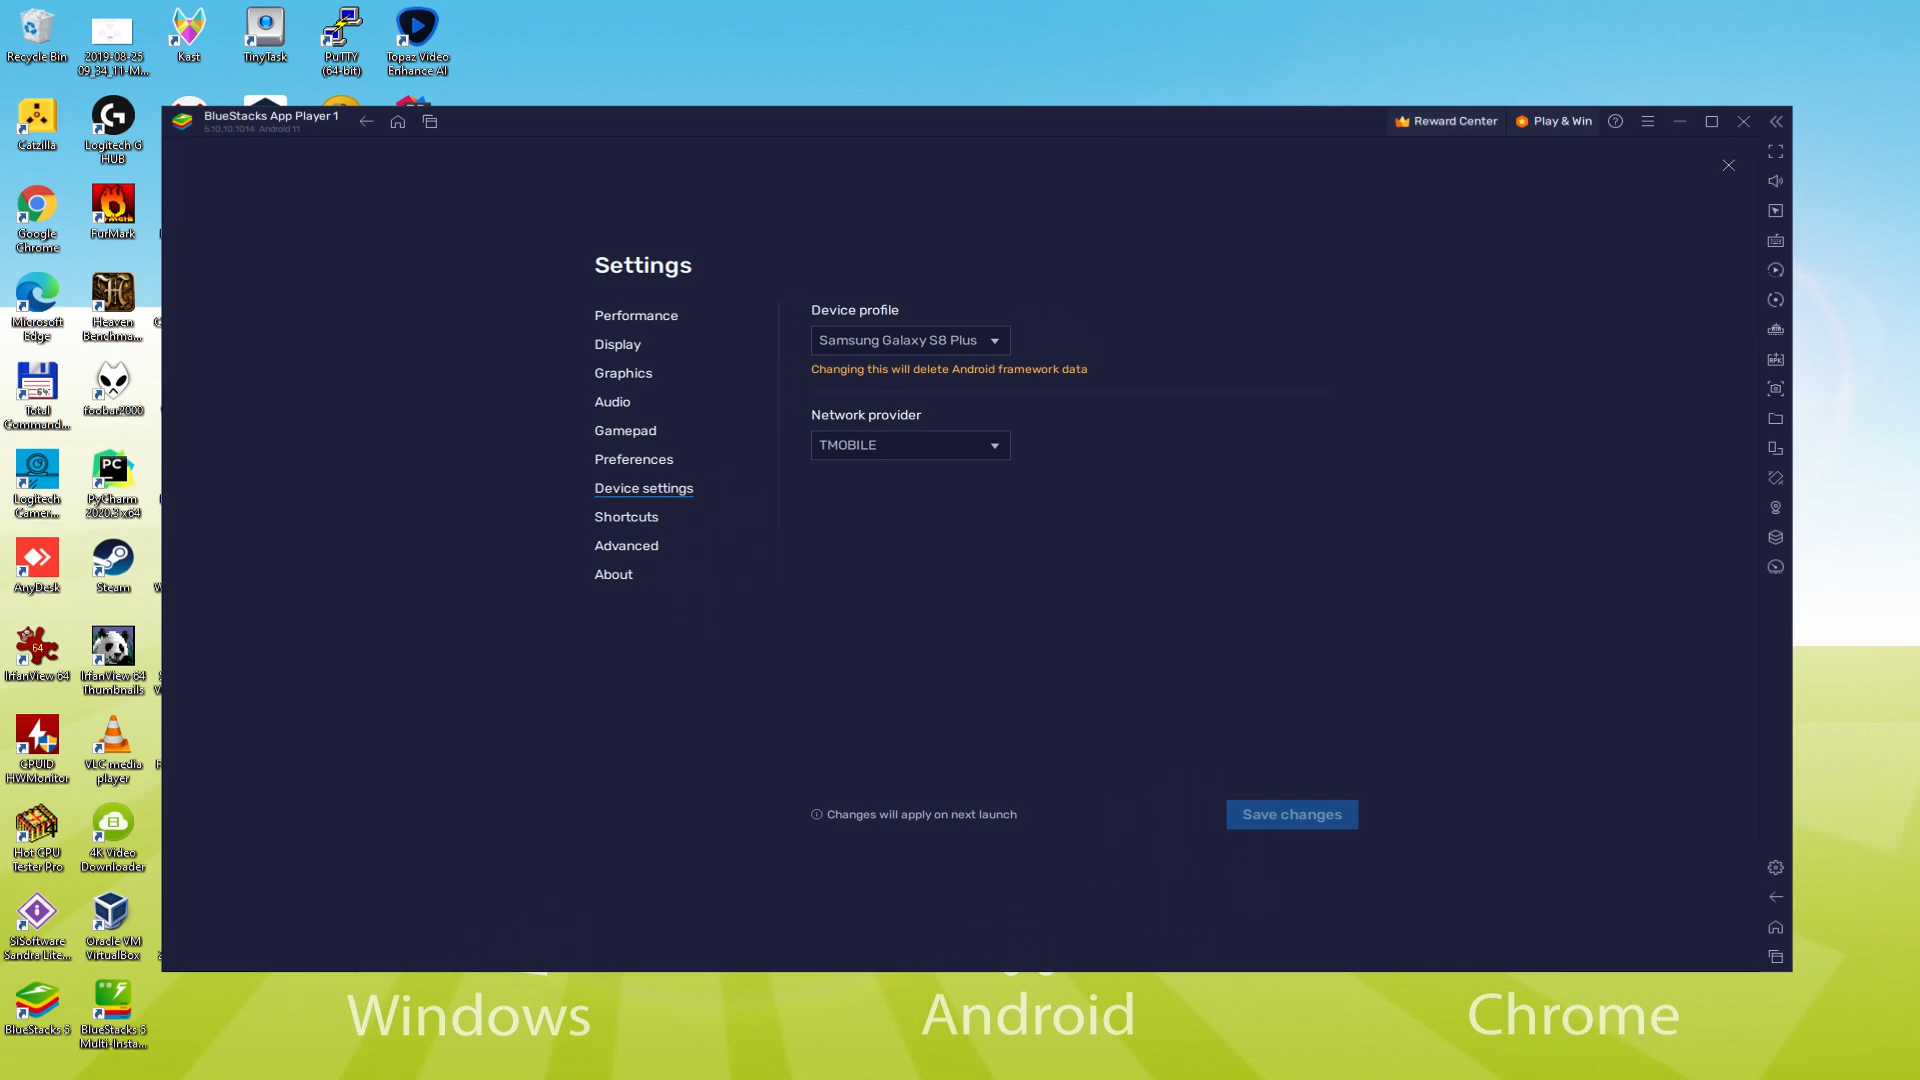 Recycle Bin
2019-08-25
09_34_11-M...
Kast
TinyTask
PuTTY
(64-bit)
Topaz Video
Enhance AI
Catzilla
Logitech G
HUB
Google
Chrome
FurMark
Microsoft
Edge
Heaven
Benchma...
Total
Command...
foobar2000
Logitech
Camer...
PyCharm
2020.3 x64
AnyDesk
Steam
IrfanView 64
IrfanView 64
Thumbnails
CPUID
HWMonitor
VLC media
player
Hot CPU
Tester Pro
4K Video
Downloader
SiSoftware
Sandra Lite...
Oracle VM
VirtualBox
BlueStacks 5
BlueStacks 5
Multi-Insta...
BlueStacks App Player 1
5.10.10.1014 Android 11
Reward Center
Play & Win
Settings
Performance
Display
Graphics
Audio
Gamepad
Preferences
Device settings
Shortcuts
Advanced
About
Device profile
Samsung Galaxy S8 Plus
Changing this will delete Android framework data
Network provider
TMOBILE
Changes will apply on next launch
Save changes
Windows
Android
Chrome